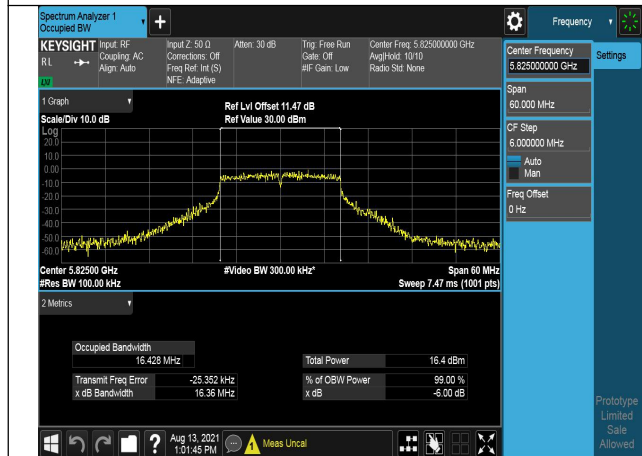 Spectrum Analyzer 1
Occupied BW
Frequency
KEYSIGHT
RL
LXI
Input: RF
Coupling: AC
Align: Auto
Input Z: 50 Ω
Corrections: Off
Freq Ref: Int (S)
NFE: Adaptive
Atten: 30 dB
Trig: Free Run
Gate: Off
#IF Gain: Low
Center Freq: 5.825000000 GHz
Avg|Hold: 10/10
Radio Std: None
Center Frequency
5.825000000 GHz
Settings
Span
60.000 MHz
CF Step
6.000000 MHz
Auto
Man
Freq Offset
0 Hz
1 Graph
Scale/Div 10.0 dB
Ref Lvl Offset 11.47 dB
Ref Value 30.00 dBm
Log
20.0
10.0
0.00
-10.0
-20.0
-30.0
-40.0
-50.0
-60.0
Center 5.82500 GHz
#Video BW 300.00 kHz*
Span 60 MHz
#Res BW 100.00 kHz
Sweep 7.47 ms (1001 pts)
2 Metrics
Occupied Bandwidth
16.428 MHz
Total Power 16.4 dBm
Transmit Freq Error -25.352 kHz
% of OBW Power 99.00 %
x dB Bandwidth 16.36 MHz
x dB -6.00 dB
Prototype
Limited
Sale
Allowed
?
Aug 13, 2021
1:01:45 PM
Meas Uncal